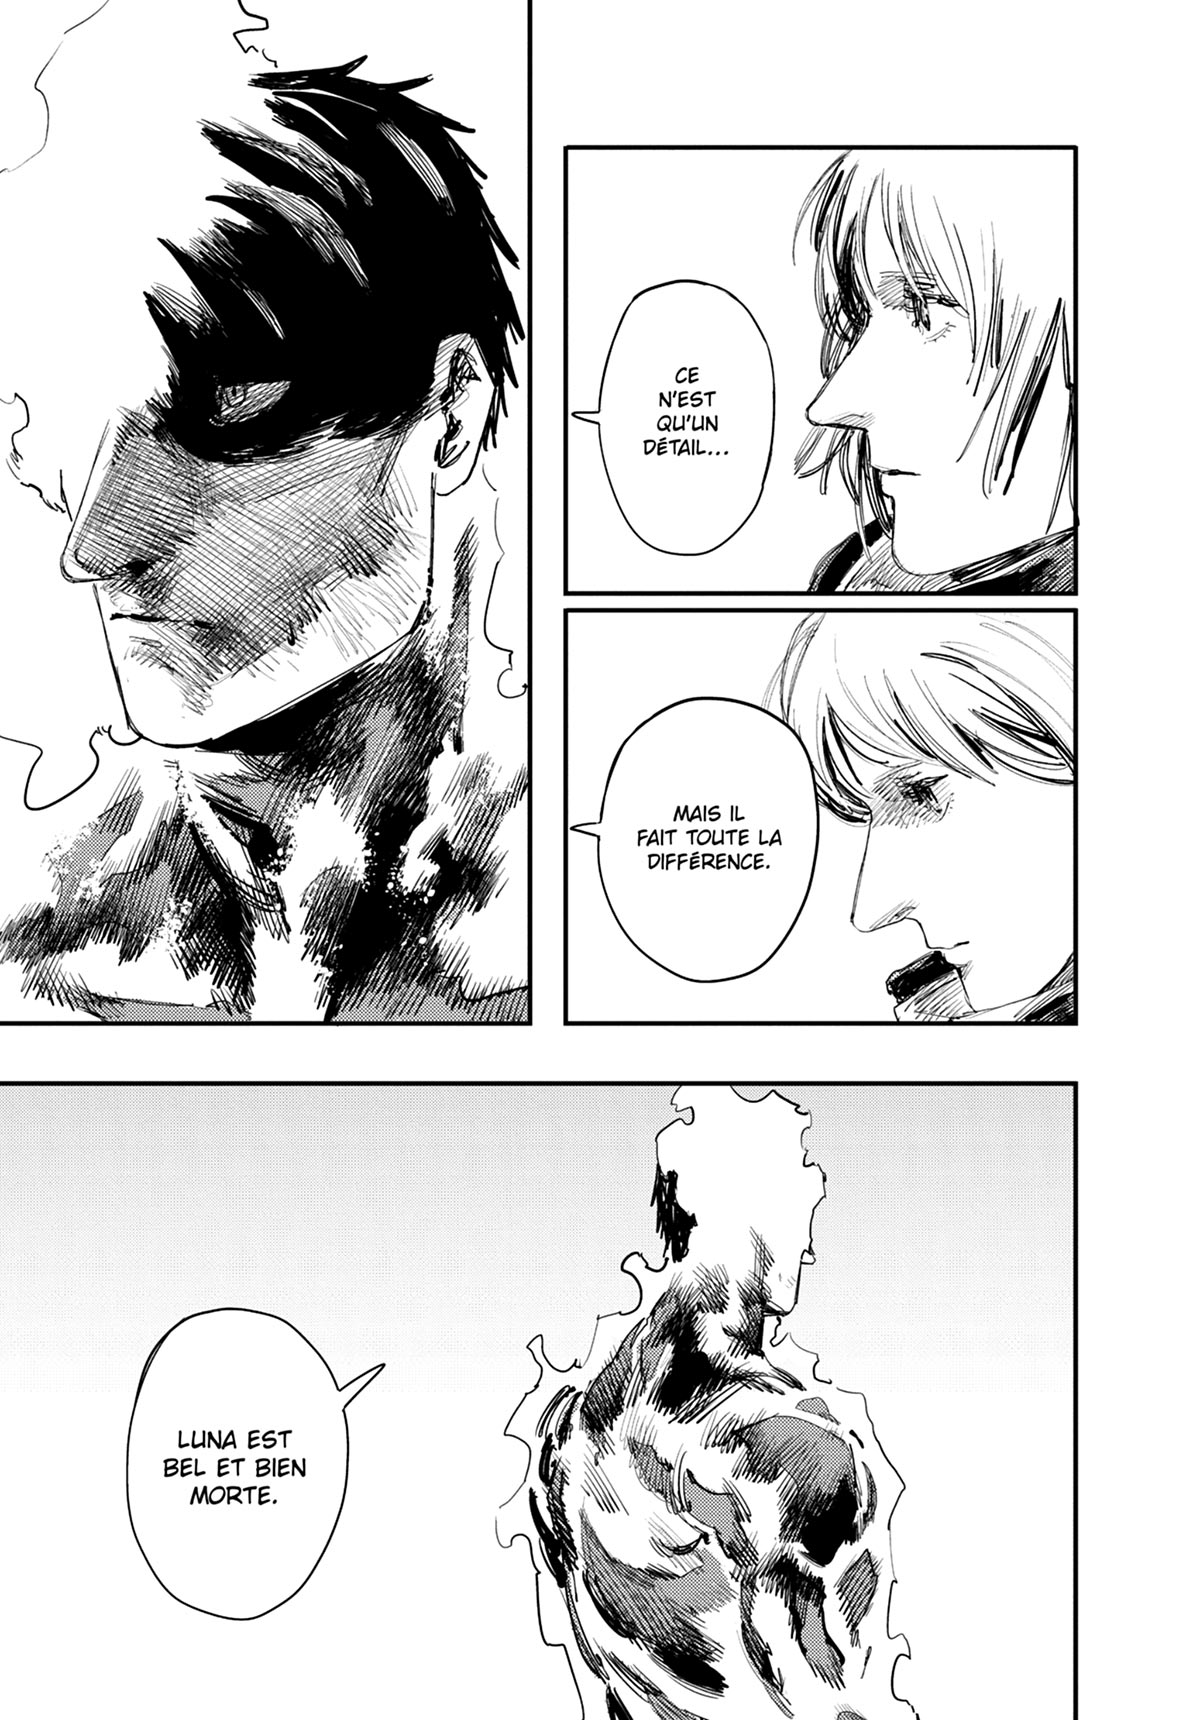 CE
N'EST
QU'UN
DÉTAIL...
MAIS IL
FAIT TOUTE LA
DIFFÉRENCE.
LUNA EST
BEL ET BIEN
MORTE.